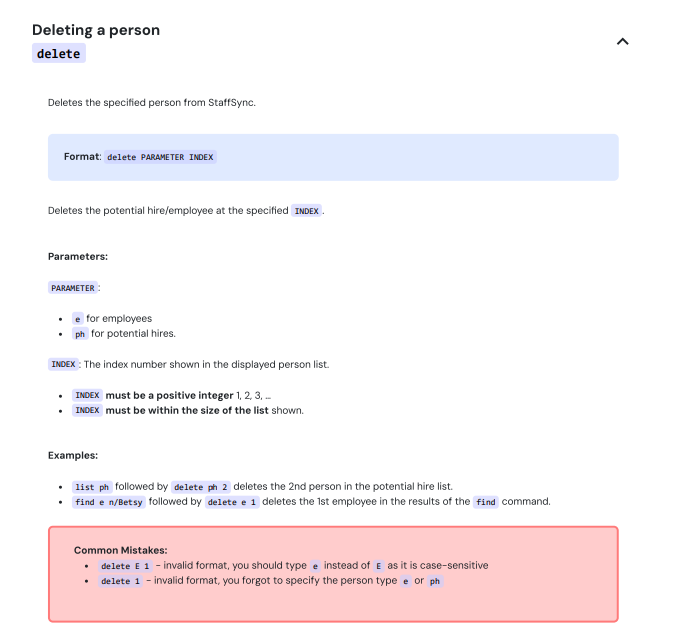 Deleting a person
delete
Deletes the specified person from StaffSync.
Format: delete PARAMETER INDEX
Deletes the potential hire/employee at the specified INDEX.
Parameters:
PARAMETER:
• e for employees
• ph for potential hires.
INDEX: The index number shown in the displayed person list.
• INDEX must be a positive integer 1, 2, 3, …
• INDEX must be within the size of the list shown.
Examples:
• list ph followed by delete ph 2 deletes the 2nd person in the potential hire list.
• find e n/Betsy followed by delete e 1 deletes the 1st employee in the results of the find command.
Common Mistakes:
• delete E 1 - invalid format, you should type e instead of E as it is case-sensitive
• delete 1 - invalid format, you forgot to specify the person type e or ph